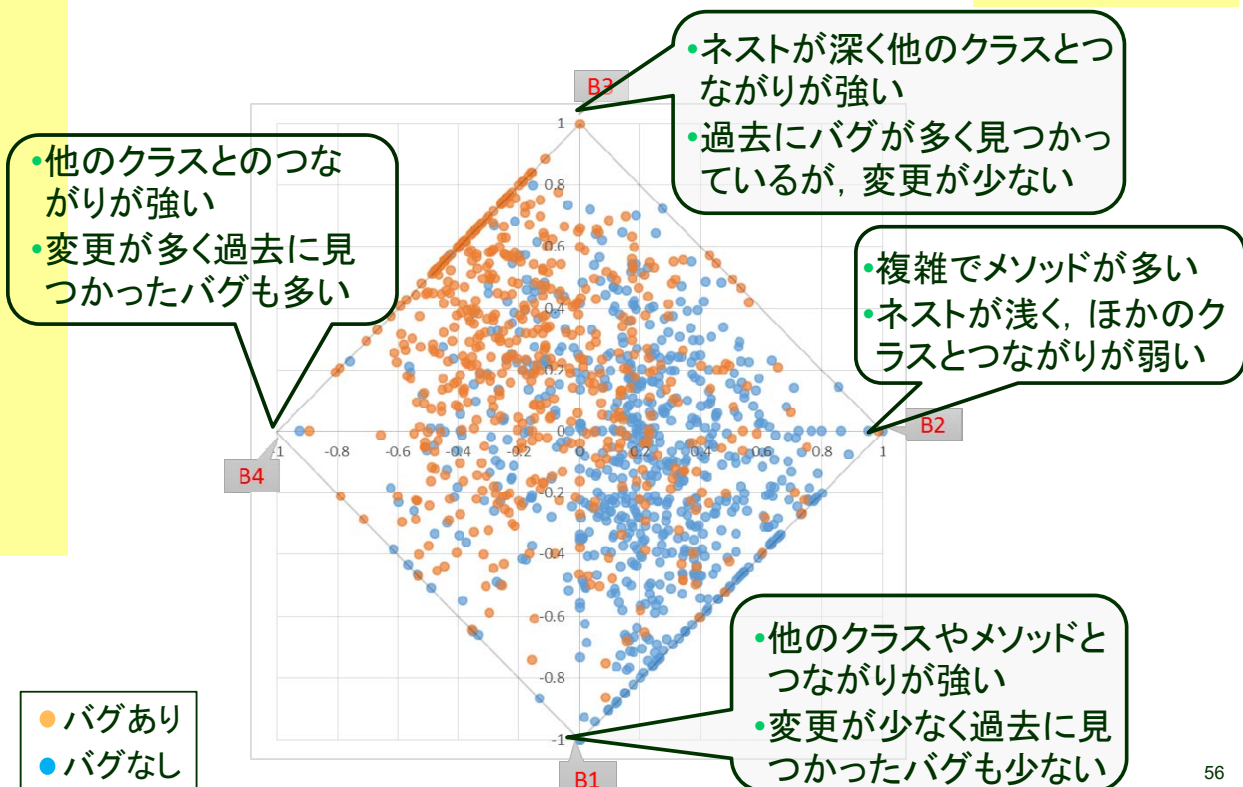 •ネストが深く他のクラスとつ
ながりが強い
•過去にバグが多く見つかっ
ているが, 変更が少ない
B3
•他のクラスとのつな
がりが強い
•変更が多く過去に見
つかったバグも多い
•複雑でメソッドが多い
•ネストが浅く, ほかのク
ラスとつながりが弱い
1
0.8
0.6
0.4
0.2
0
-0.2
-0.4
-0.6
-0.8
-1
-1 -0.8 -0.6 -0.4 -0.2 0 0.2 0.4 0.6 0.8 1
B2
B4
•他のクラスやメソッドと
つながりが強い
•変更が少なく過去に見
つかったバグも少ない
B1
バグあり
バグなし
56